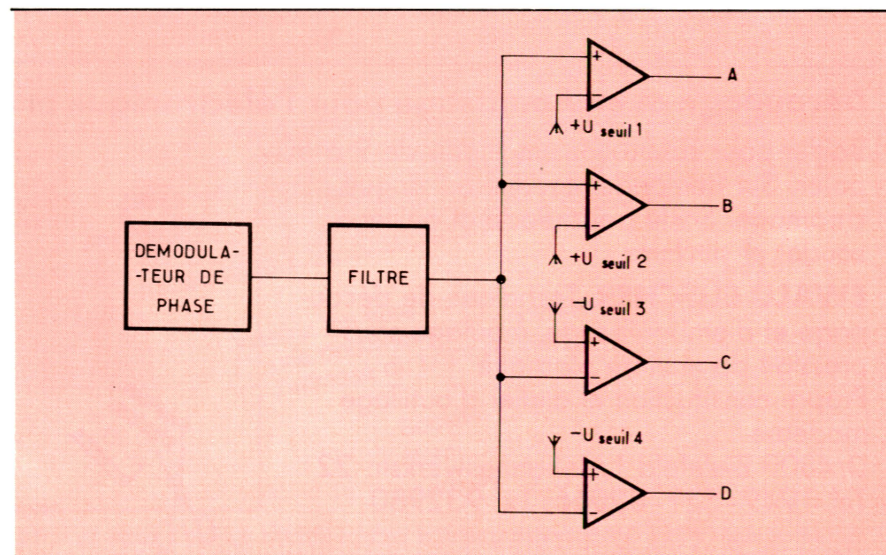 +
A
−
+U seuil 1
+
B
−
+U seuil 2
DEMODULA-
-TEUR DE
PHASE
FILTRE
−U seuil 3
+
C
−
−U seuil 4
+
D
−